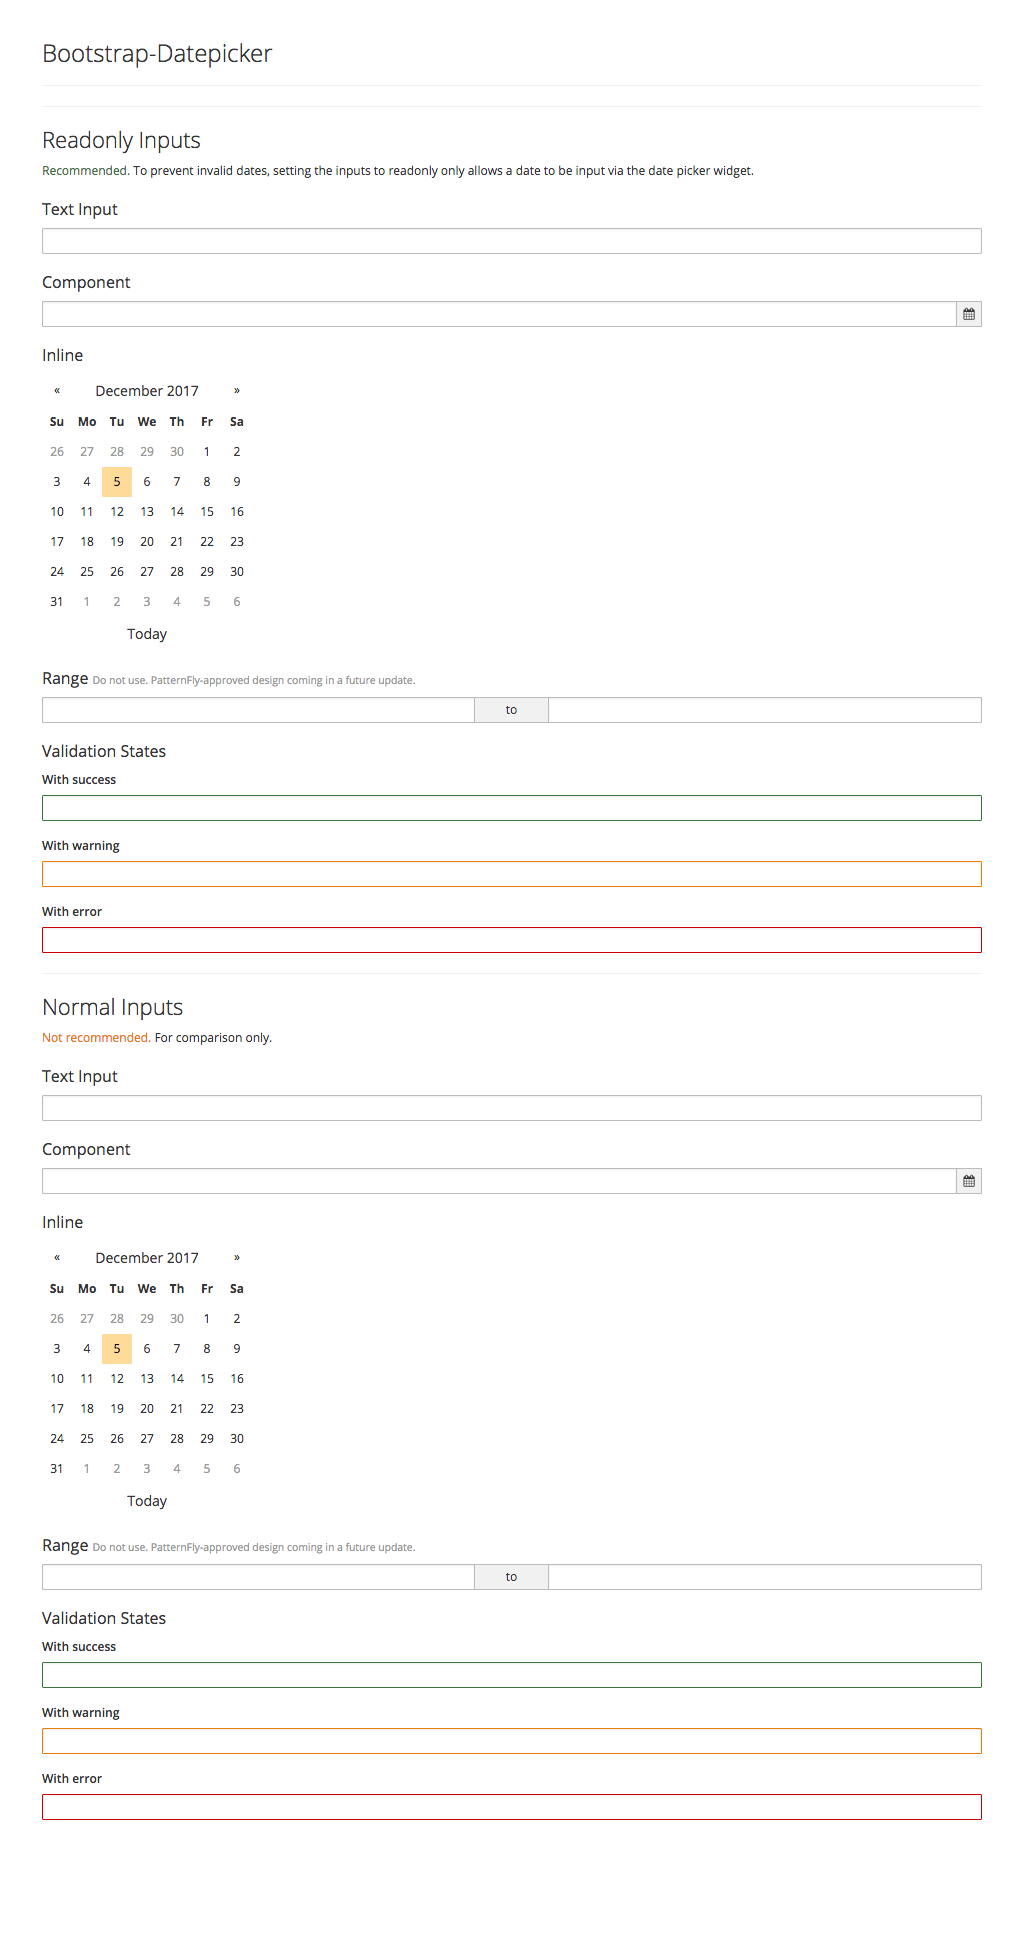 Bootstrap-Datepicker
Readonly Inputs
Recommended. To prevent invalid dates, setting the inputs to readonly only allows a date to be input via the date picker widget.
Text Input
Component
Inline
« December 2017 »
Su Mo Tu We Th Fr Sa
26 27 28 29 30 1 2
3 4 5 6 7 8 9
10 11 12 13 14 15 16
17 18 19 20 21 22 23
24 25 26 27 28 29 30
31 1 2 3 4 5 6
Today
Range Do not use. PatternFly-approved design coming in a future update.
to
Validation States
With success
With warning
With error
Normal Inputs
Not recommended. For comparison only.
Text Input
Component
Inline
« December 2017 »
Su Mo Tu We Th Fr Sa
26 27 28 29 30 1 2
3 4 5 6 7 8 9
10 11 12 13 14 15 16
17 18 19 20 21 22 23
24 25 26 27 28 29 30
31 1 2 3 4 5 6
Today
Range Do not use. PatternFly-approved design coming in a future update.
to
Validation States
With success
With warning
With error